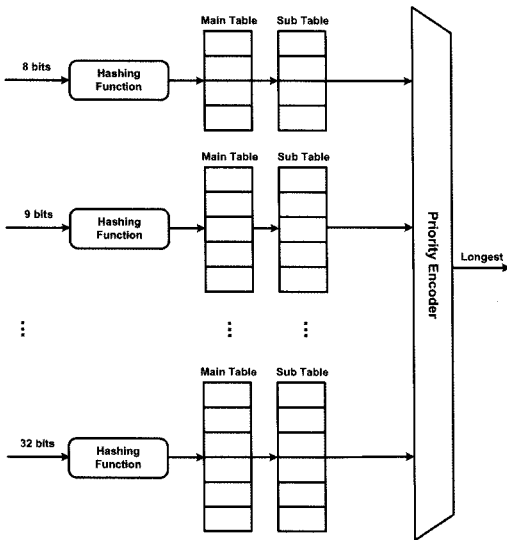 Main Table Sub Table
8 bits
Hashing
Function
Main Table Sub Table
9 bits
Hashing
Function
Priority Encoder
Longest
Main Table Sub Table
32 bits
Hashing
Function